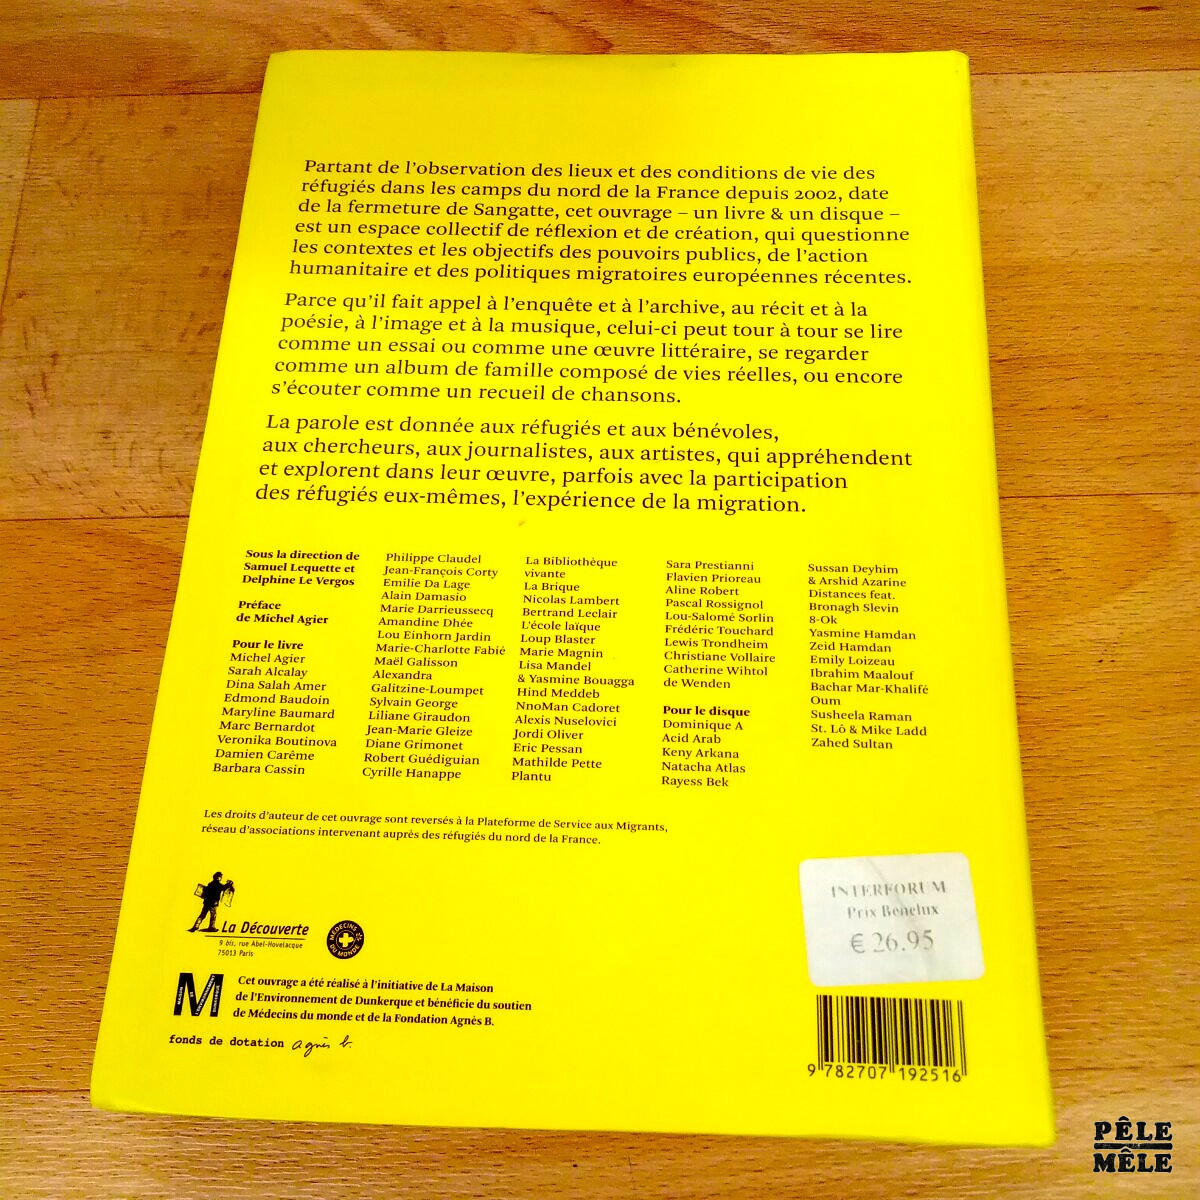 Partant de l'observation des lieux et des conditions de vie des
réfugiés dans les camps du nord de la France depuis 2002, date
de la fermeture de Sangatte, cet ouvrage – un livre & un disque –
est un espace collectif de réflexion et de création, qui questionne
les contextes et les objectifs des pouvoirs publics, de l'action
humanitaire et des politiques migratoires européennes récentes.
Parce qu'il fait appel à l'enquête et à l'archive, au récit et à la
poésie, à l'image et à la musique, celui-ci peut tour à tour se lire
comme un essai ou comme une œuvre littéraire, se regarder
comme un album de famille composé de vies réelles, ou encore
s'écouter comme un recueil de chansons.
La parole est donnée aux réfugiés et aux bénévoles,
aux chercheurs, aux journalistes, aux artistes, qui appréhendent
et explorent dans leur œuvre, parfois avec la participation
des réfugiés eux-mêmes, l'expérience de la migration.
Sous la direction de
Samuel Lequette et
Delphine Le Vergos
Préface
de Michel Agier
Pour le livre
Michel Agier
Sarah Alcalay
Dina Salah Amer
Edmond Baudoin
Maryline Baumard
Marc Bernardot
Veronika Boutinova
Damien Carême
Barbara Cassin
Philippe Claudel
Jean-François Corty
Emilie Da Lage
Alain Damasio
Marie Darrieussecq
Amandine Dhée
Lou Einhorn Jardin
Marie-Charlotte Fabié
Maël Galisson
Alexandra
Galitzine-Loumpet
Sylvain George
Liliane Giraudon
Jean-Marie Gleize
Diane Grimonet
Robert Guédiguian
Cyrille Hanappe
La Bibliothèque
vivante
La Brique
Nicolas Lambert
Bertrand Leclair
L'école laïque
Loup Blaster
Marie Magnin
Lisa Mandel
& Yasmine Bouagga
Hind Meddeb
NnoMan Cadoret
Alexis Nuselovici
Jordi Oliver
Eric Pessan
Mathilde Pette
Plantu
Sara Prestianni
Flavien Prioreau
Aline Robert
Pascal Rossignol
Lou-Salomé Sorlin
Frédéric Touchard
Lewis Trondheim
Christiane Vollaire
Catherine Wihtol
de Wenden
Pour le disque
Dominique A
Acid Arab
Keny Arkana
Natacha Atlas
Rayess Bek
Sussan Deyhim
& Arshid Azarine
Distances feat.
Bronagh Slevin
8-Ok
Yasmine Hamdan
Zeid Hamdan
Emily Loizeau
Ibrahim Maalouf
Bachar Mar-Khalifé
Oum
Susheela Raman
St. Lô & Mike Ladd
Zahed Sultan
Les droits d'auteur de cet ouvrage sont reversés à la Plateforme de Service aux Migrants,
réseau d'associations intervenant auprès des réfugiés du nord de la France.
La Découverte
9 bis, rue Abel-Hovelacque
75013 Paris
MÉDECINS DU MONDE
M
Cet ouvrage a été réalisé à l'initiative de La Maison
de l'Environnement de Dunkerque et bénéficie du soutien
de Médecins du monde et de la Fondation Agnès B.
fonds de dotation agnès b.
INTERFORUM
Prix Benelux
€ 26.95
9 782707 192516
PÊLE
MÊLE